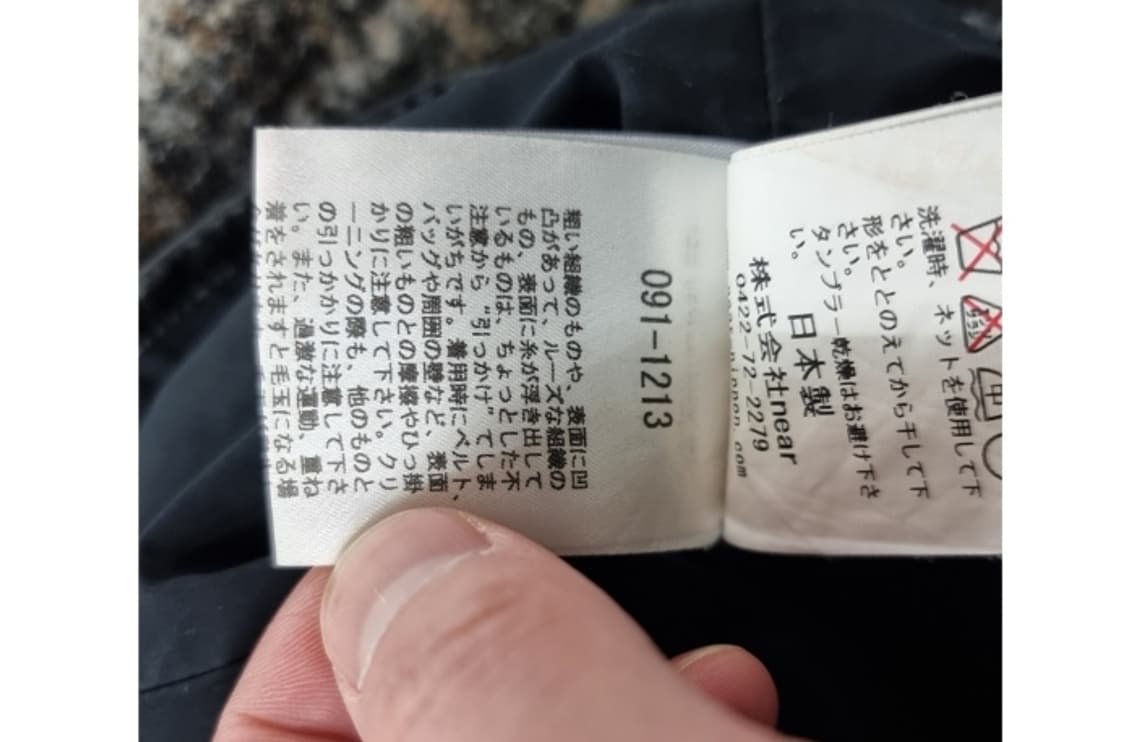 中
洗濯時、ネットを使用して下
さい。
形をととのえてから干して下
さい。
タンブラー乾燥はお避け下さ
い。
日本製
株式会社near
0422-72-2279
091-1213
粗い組織のものや、表面に凹
凸があって、ルーズな組織の
もの、表面に糸が浮き出して
いるものは、ちょっとした不
注意から“引っかけ”てしま
いがちです。着用時にベルト、
バッグや周囲の壁など、表面
の粗いものとの摩擦やひっ掛
かりに注意して下さい。クリ
ーニングの際も、他のものと
の引っかかりに注意して下さ
い。また、過激な運動、重ね
着をされますと毛玉になる場